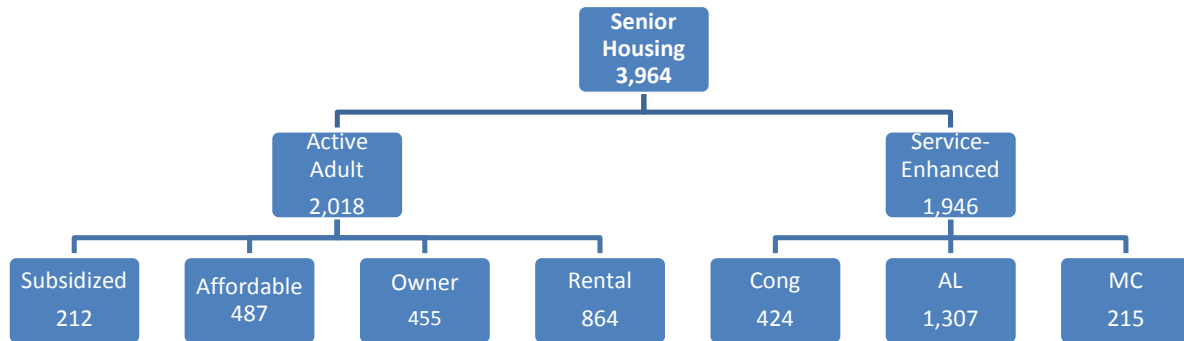 Senior
Housing
3,964
Active
Adult
2,018
Service-
Enhanced
1,946
Subsidized
212
Affordable
487
Owner
455
Rental
864
Cong
424
AL
1,307
MC
215